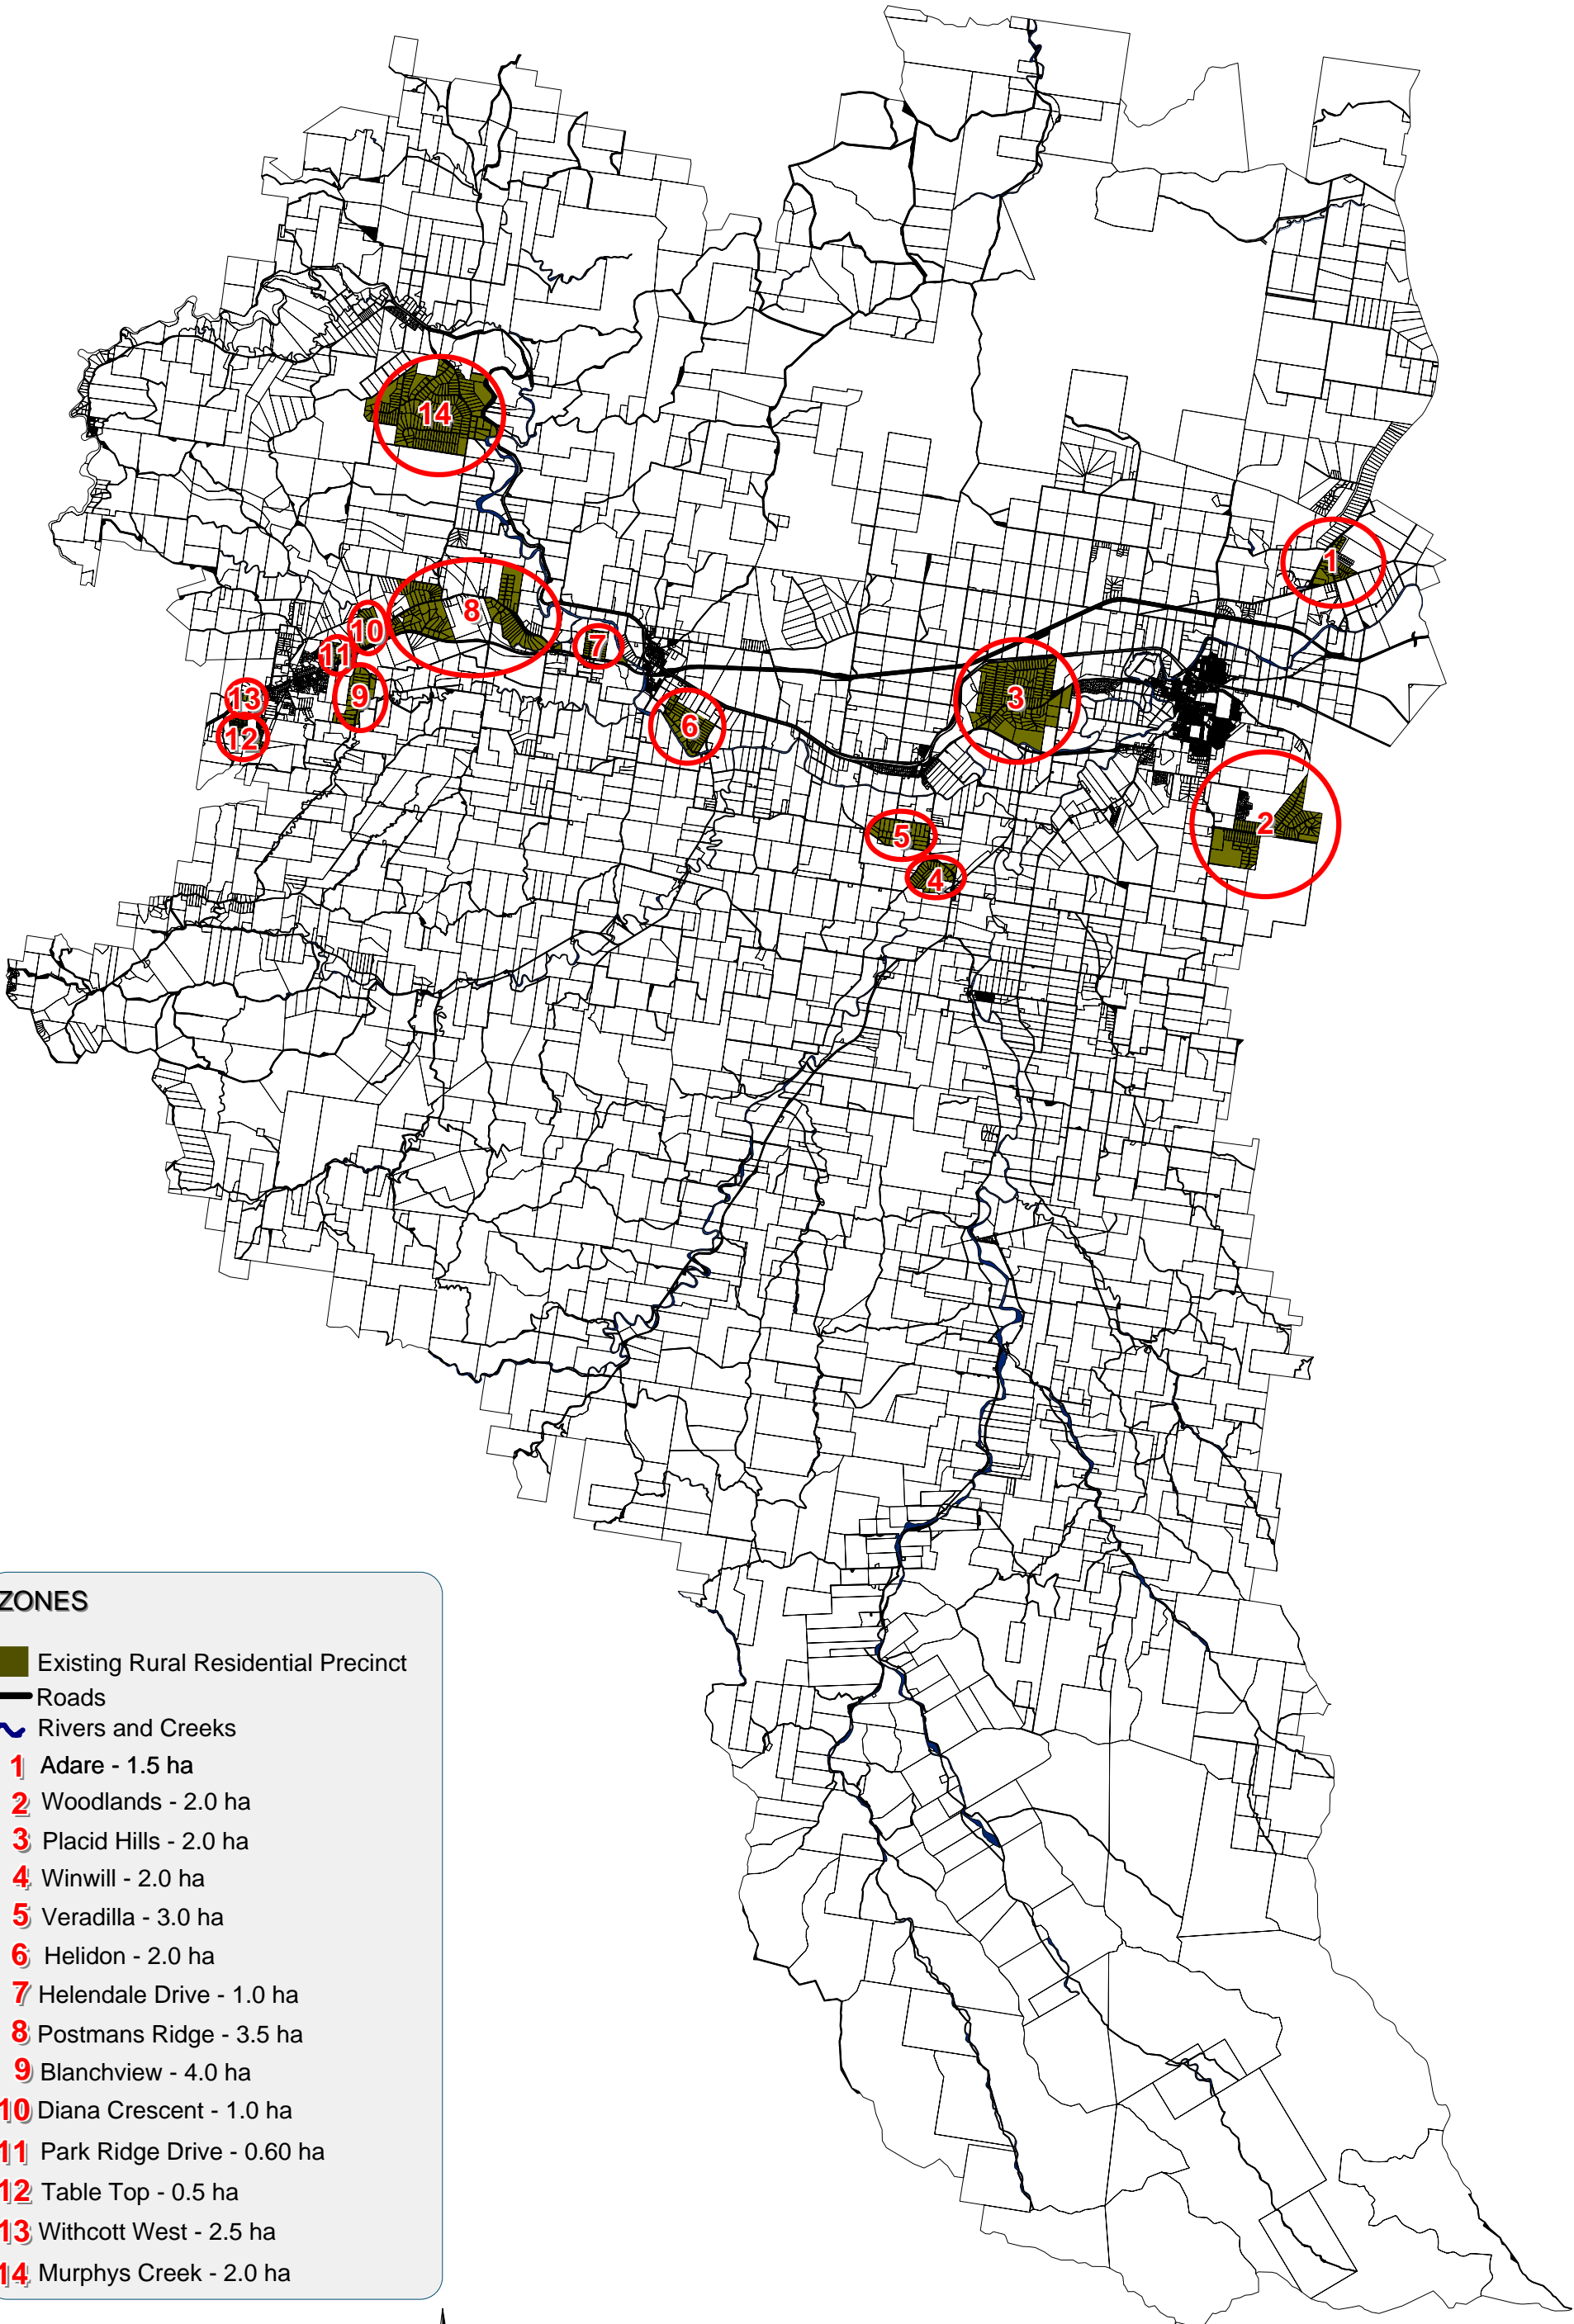 14
1
8
10
7
11
13
9
3
6
12
2
5
4
ZONES
Existing Rural Residential Precinct
Roads
Rivers and Creeks
1 Adare - 1.5 ha
2 Woodlands - 2.0 ha
3 Placid Hills - 2.0 ha
4 Winwill - 2.0 ha
5 Veradilla - 3.0 ha
6 Helidon - 2.0 ha
7 Helendale Drive - 1.0 ha
8 Postmans Ridge - 3.5 ha
9 Blanchview - 4.0 ha
10 Diana Crescent - 1.0 ha
11 Park Ridge Drive - 0.60 ha
12 Table Top - 0.5 ha
13 Withcott West - 2.5 ha
14 Murphys Creek - 2.0 ha